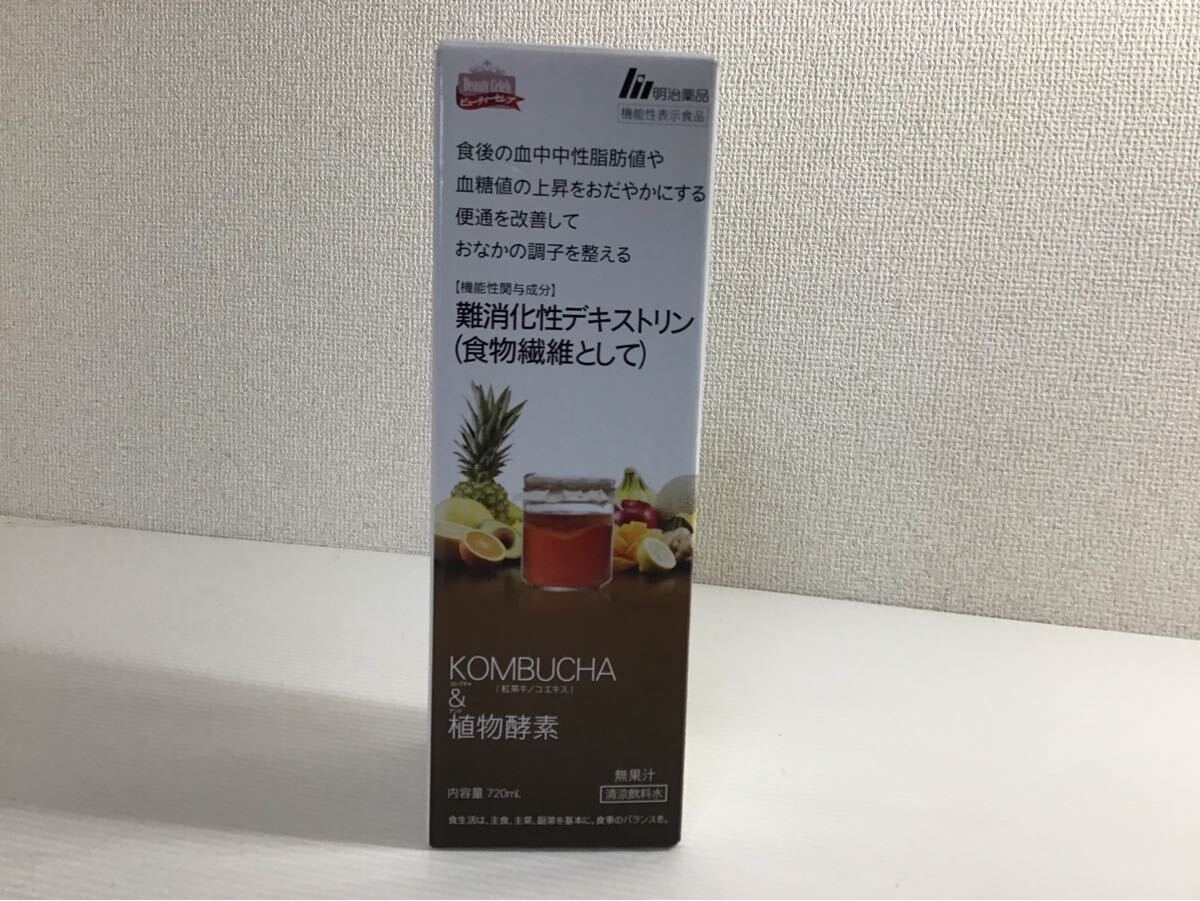 Beauty Celeb
ビューティーセレブ
明治薬品
機能性表示食品
食後の血中中性脂肪値や
血糖値の上昇をおだやかにする
便通を改善して
おなかの調子を整える
【機能性関与成分】
難消化性デキストリン
(食物繊維として)
KOMBUCHA
コンブチャ
(紅茶キノコエキス)
&
アンド
植物酵素
無果汁
内容量 720mL
清涼飲料水
食生活は、主食、主菜、副菜を基本に、食事のバランスを。